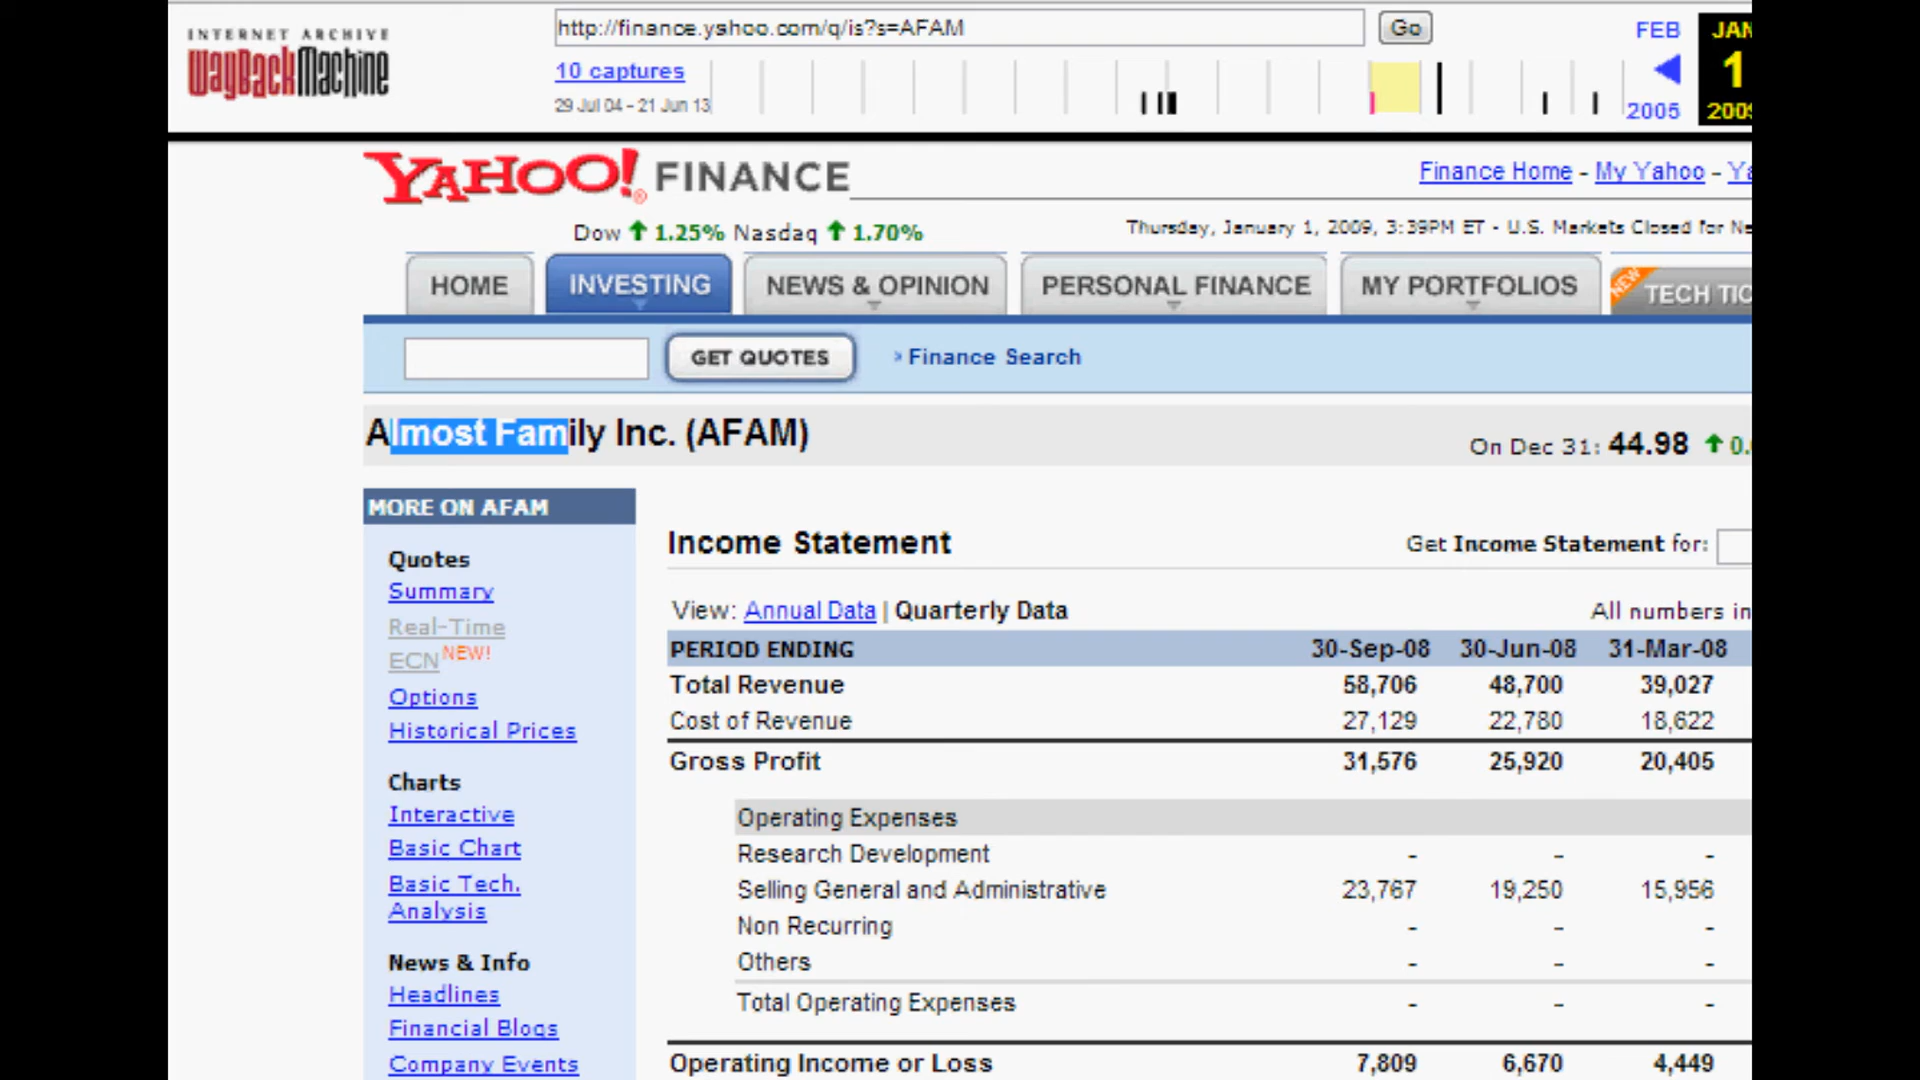 INTERNET ARCHIVE
WayBackMachine
http://finance.yahoo.com/q/is?s=AFAM
Go
10 captures
29 Jul 04 - 21 Jun 13
FEB
JAN
1
2005
YAHOO! FINANCE
Finance Home - My Yahoo -
Dow 1.25% Nasdaq 1.70%
Thursday, January 1, 2009, 3:39PM ET - U.S. Markets Closed for
HOME
INVESTING
NEWS & OPINION
PERSONAL FINANCE
MY PORTFOLIOS
NEW
TECH
GET QUOTES
› Finance Search
Almost Family Inc. (AFAM)
On Dec 31: 44.98
MORE ON AFAM
Quotes
Summary
Real-Time
ECN NEW!
Options
Historical Prices
Charts
Interactive
Basic Chart
Basic Tech.
Analysis
News & Info
Headlines
Financial Blogs
Company Events
Income Statement
Get Income Statement for:
View: Annual Data | Quarterly Data
All numbers in
PERIOD ENDING 30-Sep-08 30-Jun-08 31-Mar-08
Total Revenue 58,706 48,700 39,027
Cost of Revenue 27,129 22,780 18,622
Gross Profit 31,576 25,920 20,405
Operating Expenses
Research Development - - -
Selling General and Administrative 23,767 19,250 15,956
Non Recurring - - -
Others - - -
Total Operating Expenses - - -
Operating Income or Loss 7,809 6,670 4,449